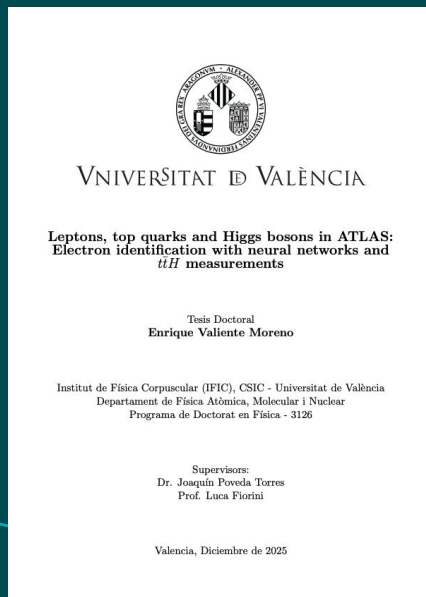 VNIVERSITAT DE VALÈNCIA
Leptons, top quarks and Higgs bosons in ATLAS:
Electron identification with neural networks and
tt̄H measurements
Tesis Doctoral
Enrique Valiente Moreno
Institut de Física Corpuscular (IFIC), CSIC - Universitat de València
Departament de Física Atòmica, Molecular i Nuclear
Programa de Doctorat en Física - 3126
Supervisors:
Dr. Joaquín Poveda Torres
Prof. Luca Fiorini
Valencia, Diciembre de 2025